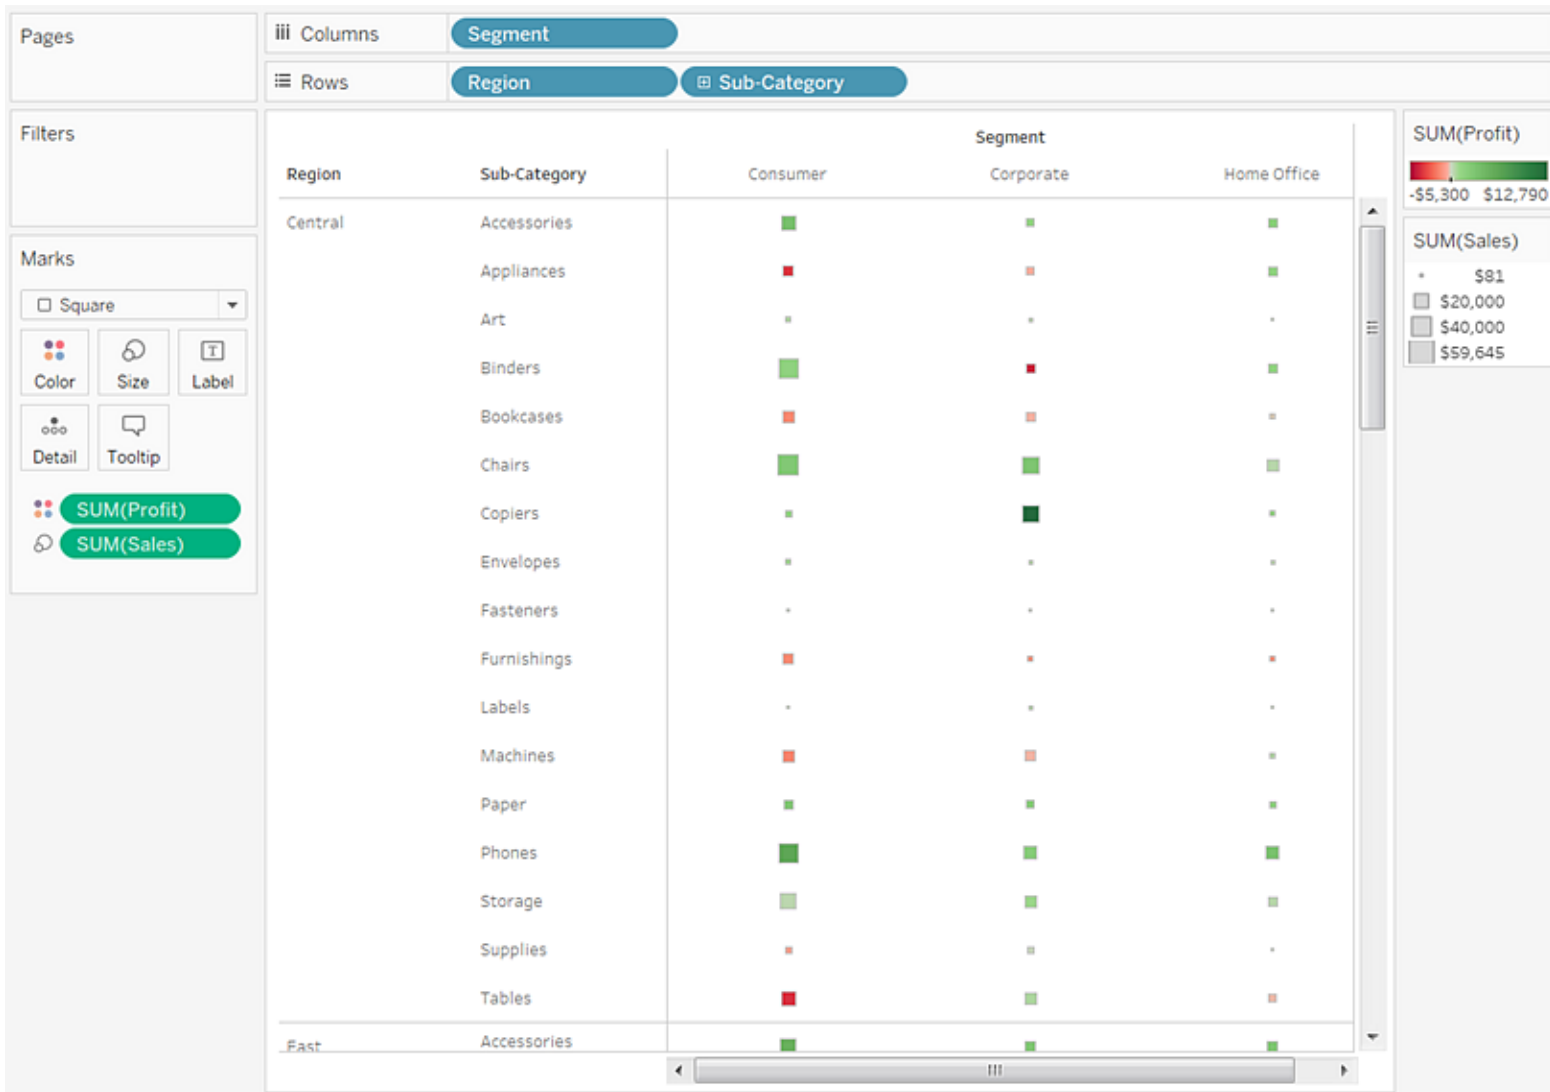 Pages
Columns
Segment
Rows
Region
Sub-Category
Filters
Marks
Square
Color
Size
Label
Detail
Tooltip
SUM(Profit)
SUM(Sales)
Segment
Region
Sub-Category
Consumer
Corporate
Home Office
Central
Accessories
Appliances
Art
Binders
Bookcases
Chairs
Copiers
Envelopes
Fasteners
Furnishings
Labels
Machines
Paper
Phones
Storage
Supplies
Tables
East
Accessories
SUM(Profit)
-$5,300 $12,790
SUM(Sales)
$81
$20,000
$40,000
$59,645